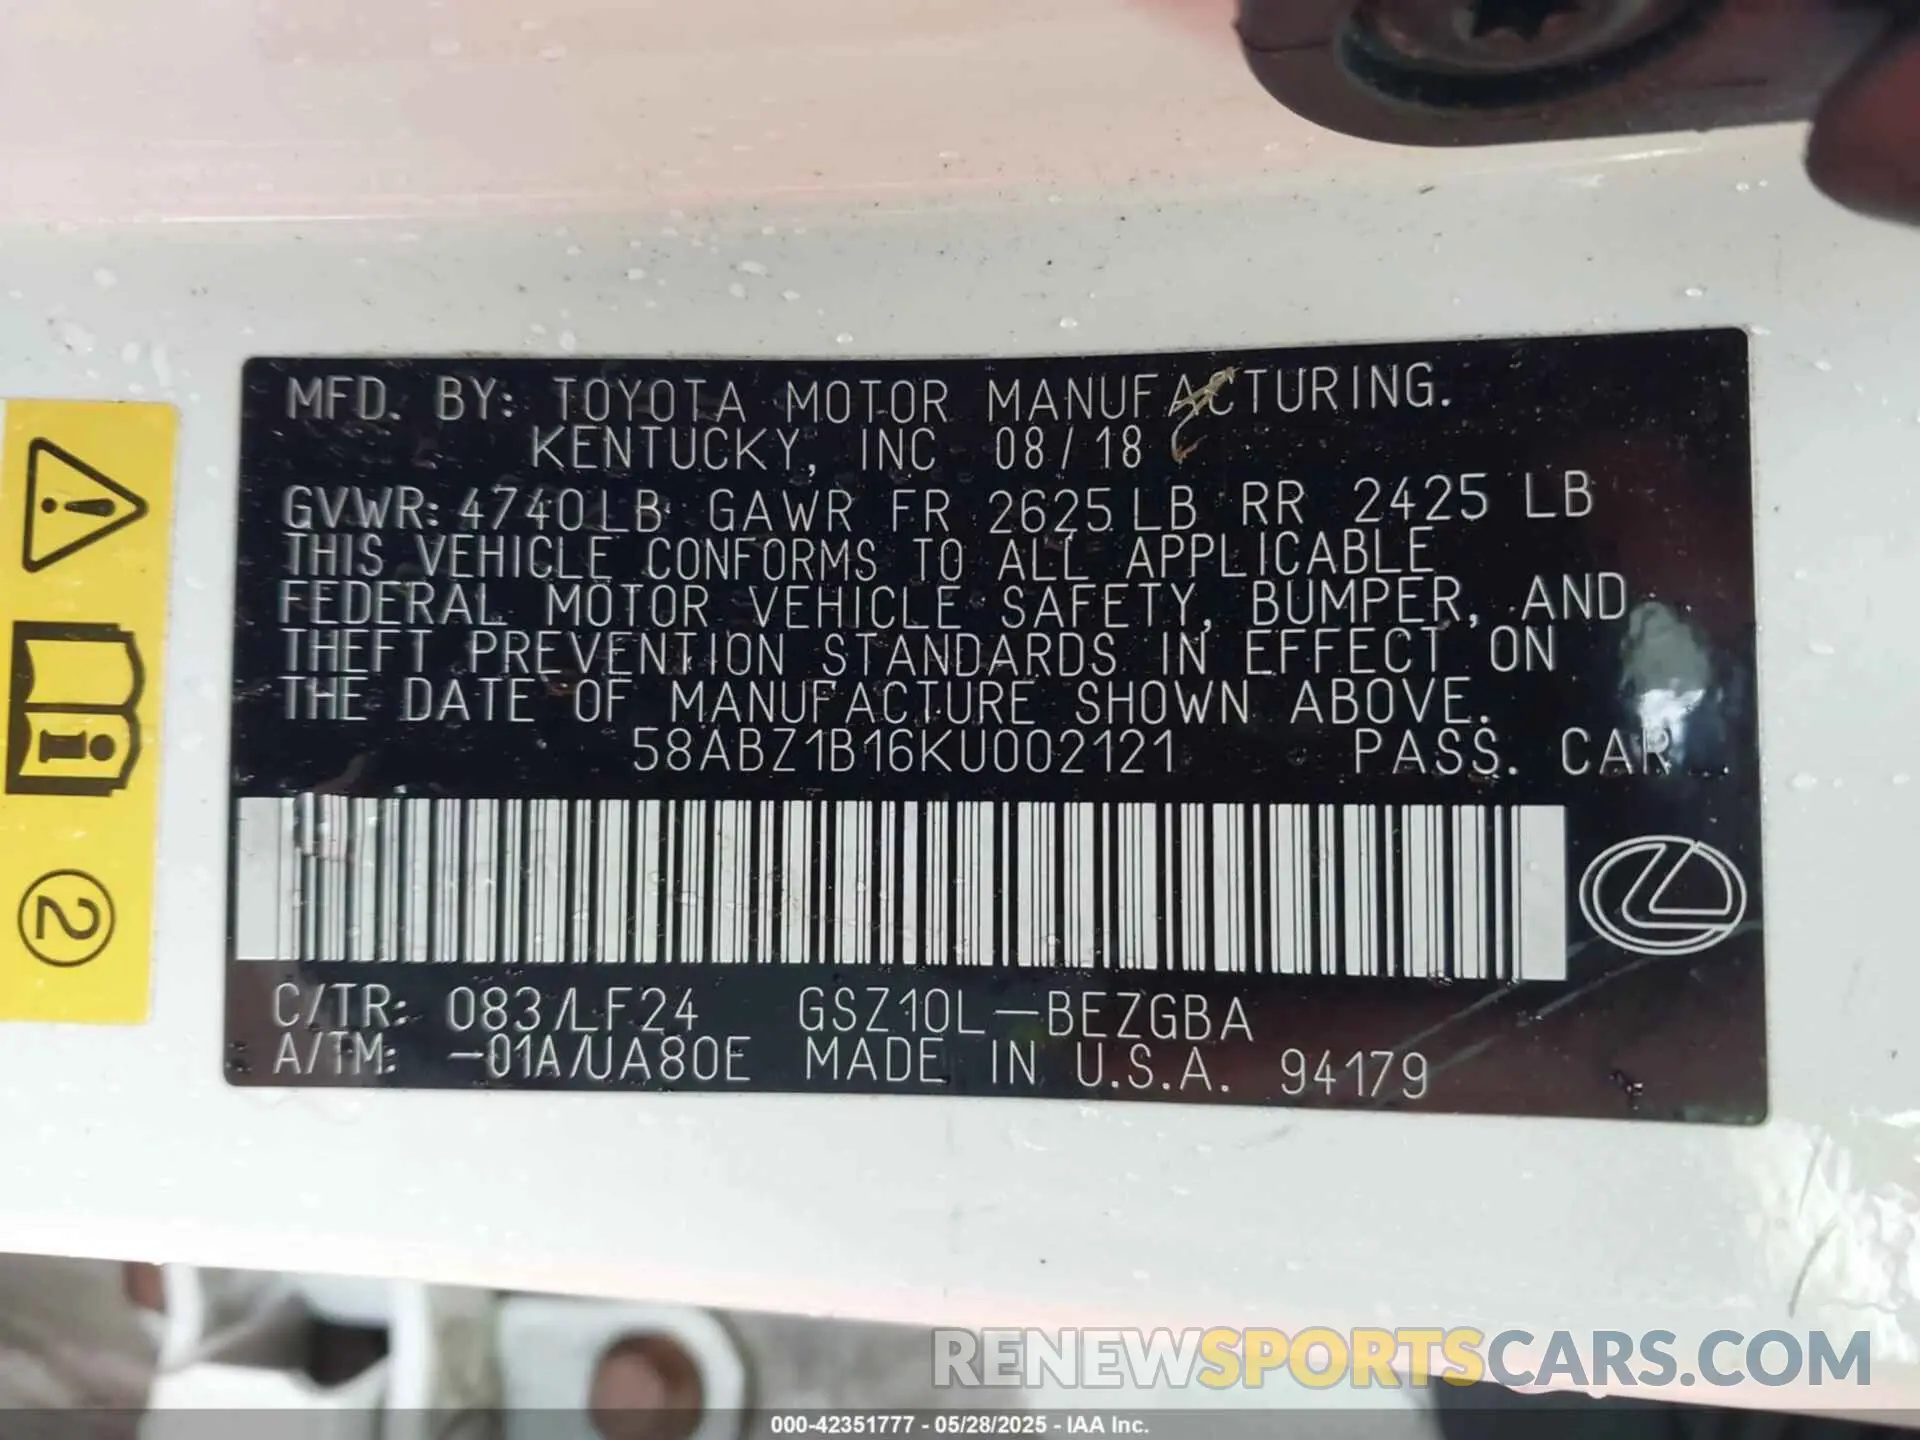 MFD. BY: TOYOTA MOTOR MANUFACTURING.
KENTUCKY, INC 08/18
GVWR: 4740LB GAWR FR 2625LB RR 2425 LB
THIS VEHICLE CONFORMS TO ALL APPLICABLE
FEDERAL MOTOR VEHICLE SAFETY, BUMPER, AND
THEFT PREVENTION STANDARDS IN EFFECT ON
THE DATE OF MANUFACTURE SHOWN ABOVE.
58ABZ1B16KU002121 PASS. CAR
C/TR: 083/LF24 GSZ10L-BEZGBA
A/TM: -01A/UA80E MADE IN U.S.A. 94179
2
RENEWSPORTSCARS.COM
000-42351777 - 05/28/2025 - IAA Inc.